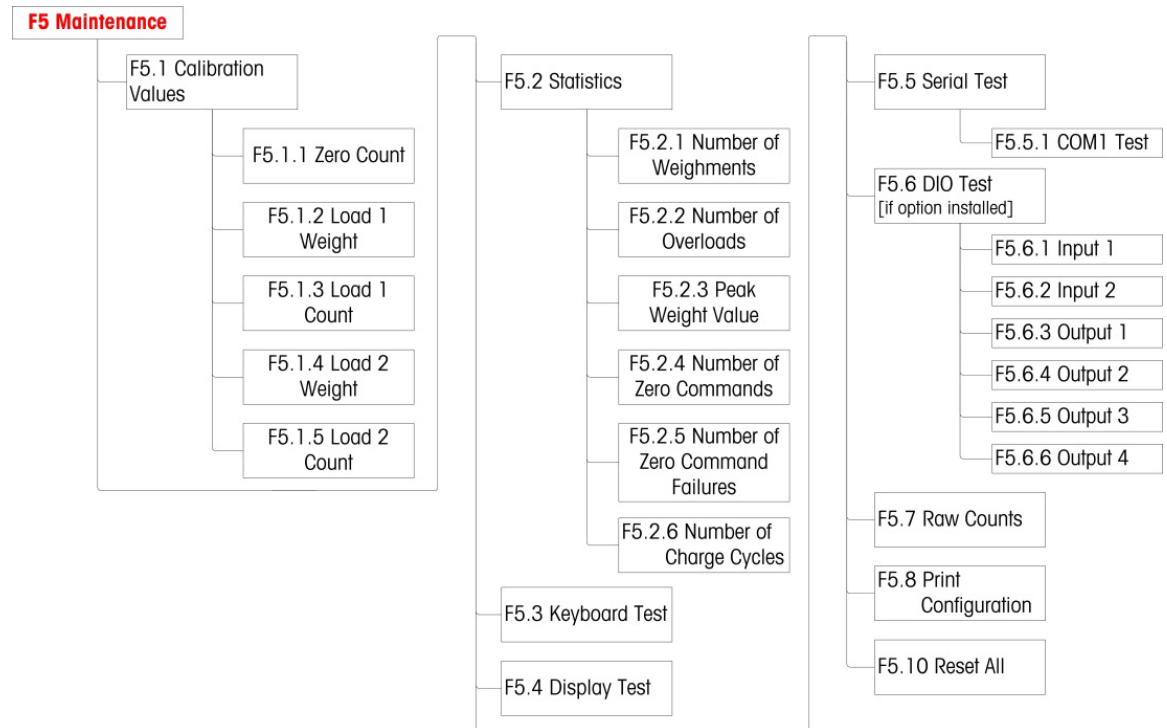 F5 Maintenance
F5.1 Calibration
Values
F5.1.1 Zero Count
F5.1.2 Load 1
Weight
F5.1.3 Load 1
Count
F5.1.4 Load 2
Weight
F5.1.5 Load 2
Count
F5.2 Statistics
F5.2.1 Number of
Weighments
F5.2.2 Number of
Overloads
F5.2.3 Peak
Weight Value
F5.2.4 Number of
Zero Commands
F5.2.5 Number of
Zero Command
Failures
F5.2.6 Number of
Charge Cycles
F5.3 Keyboard Test
F5.4 Display Test
F5.5 Serial Test
F5.5.1 COM1 Test
F5.6 DIO Test
[if option installed]
F5.6.1 Input 1
F5.6.2 Input 2
F5.6.3 Output 1
F5.6.4 Output 2
F5.6.5 Output 3
F5.6.6 Output 4
F5.7 Raw Counts
F5.8 Print
Configuration
F5.10 Reset All